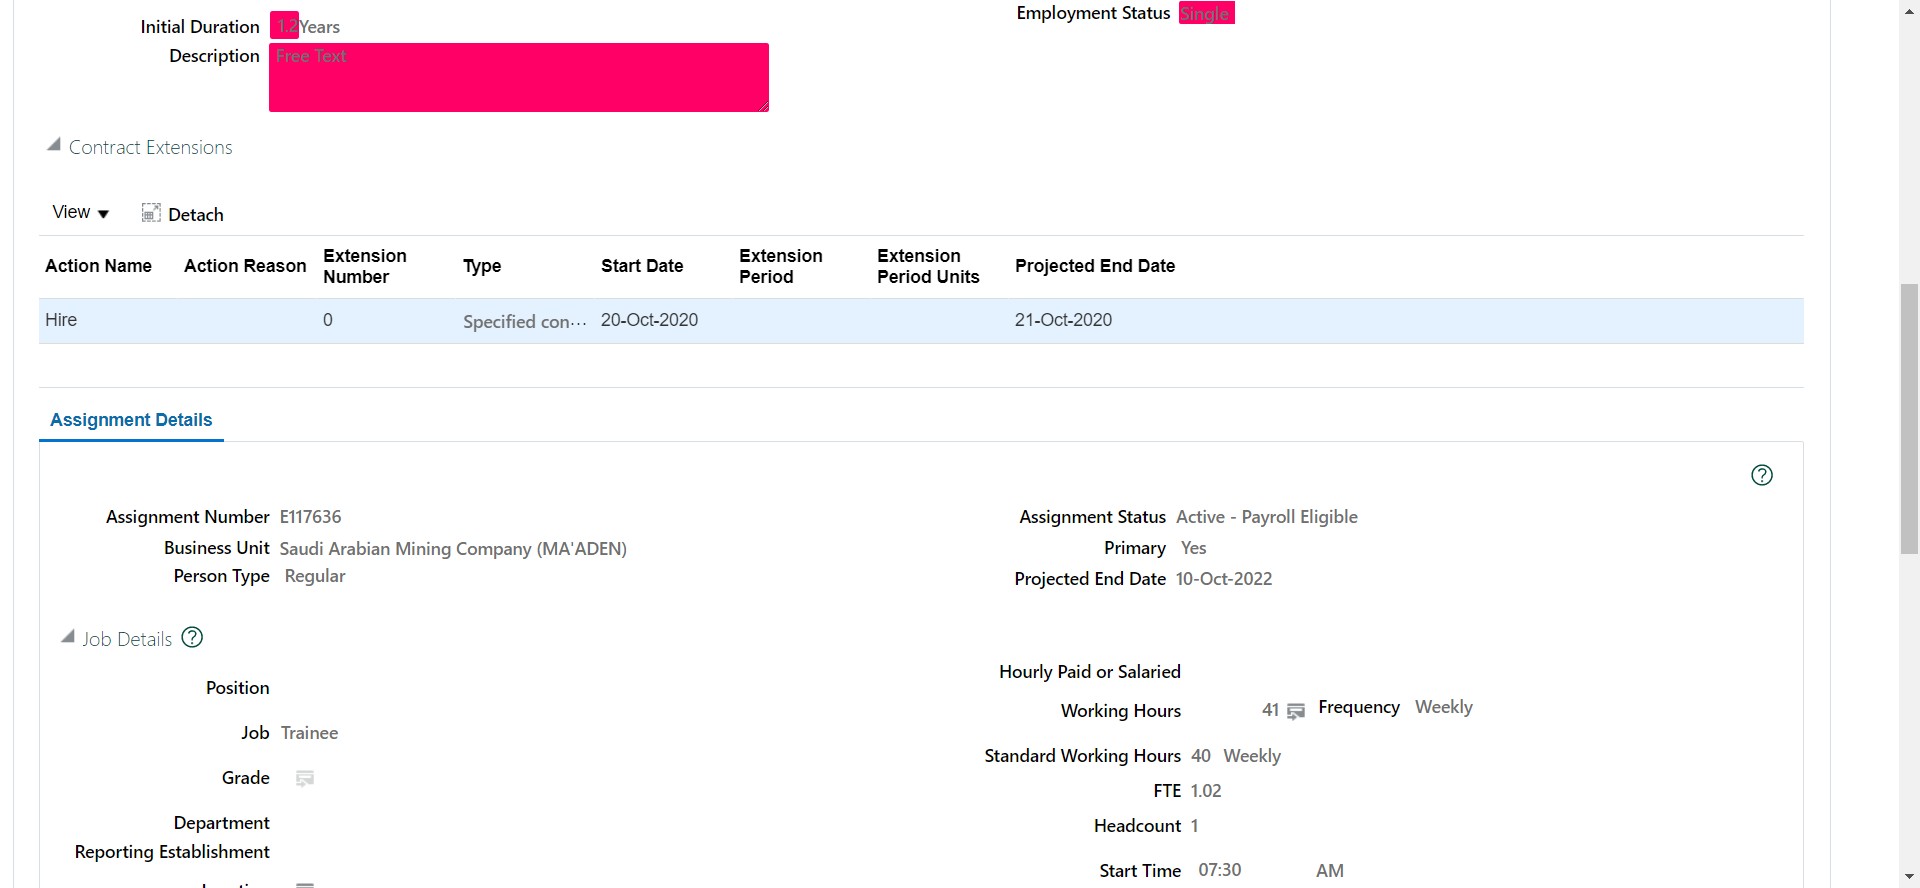 Employment Status Single
Initial Duration 1.2 Years
Description Free Text
Contract Extensions
View Detach
Action Name Action Reason Extension Number Type Start Date Extension Period Extension Period Units Projected End Date
Hire 0 Specified con... 20-Oct-2020 21-Oct-2020
Assignment Details
Assignment Number E117636 Assignment Status Active - Payroll Eligible
Business Unit Saudi Arabian Mining Company (MA'ADEN) Primary Yes
Person Type Regular Projected End Date 10-Oct-2022
Job Details
Hourly Paid or Salaried
Position
Working Hours 41 Frequency Weekly
Job Trainee
Standard Working Hours 40 Weekly
Grade
FTE 1.02
Department Headcount 1
Reporting Establishment
Start Time 07:30 AM